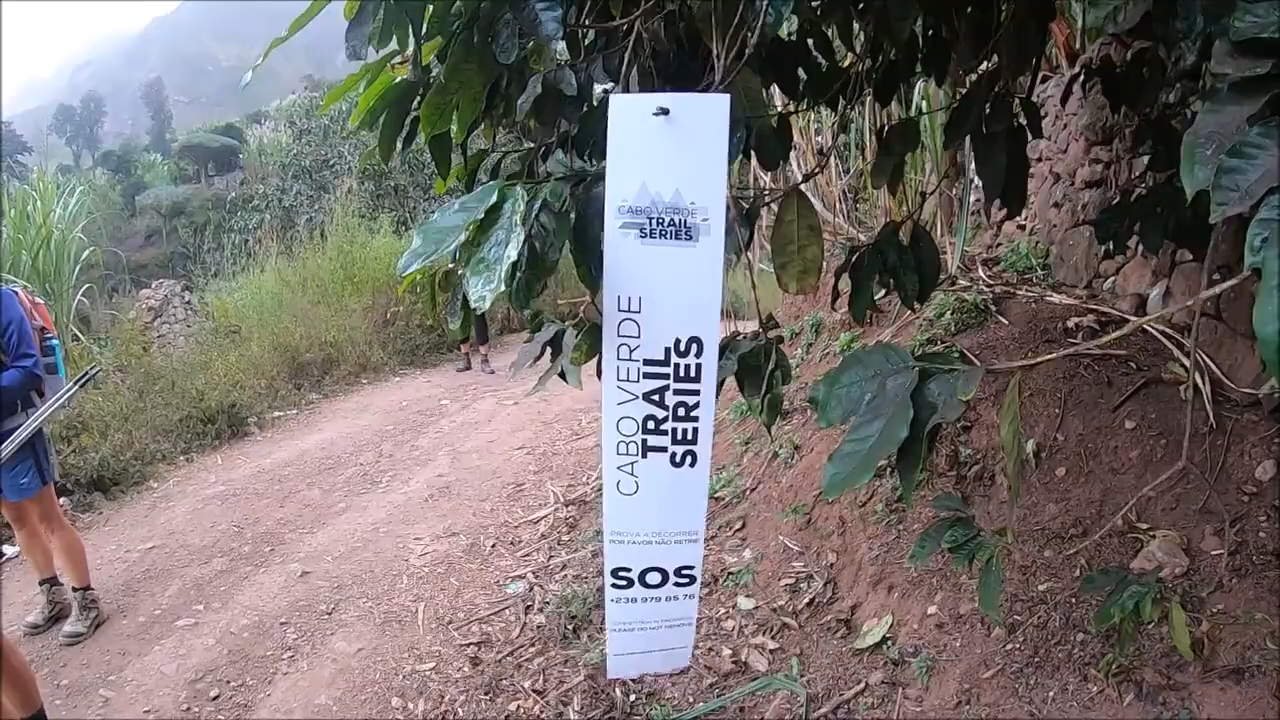 CABO VERDE
TRAIL
SERIES
CABO VERDE
TRAIL
SERIES
PROVA A DECORRER
POR FAVOR NÃO RETIRE
SOS
+238 979 85 76
PLEASE DO NOT REMOVE